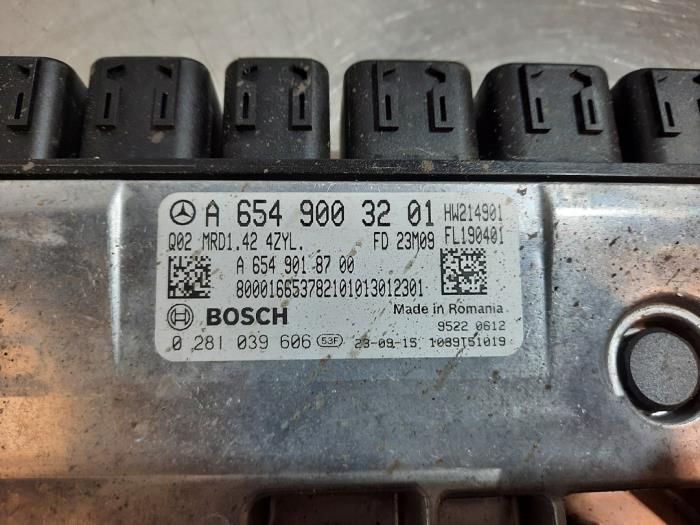 A 654 900 32 01 HW214901
Q02 MRD1.42 4ZYL. FD 23M09 FL190401
A 654 901 87 00
800016653782101013012301
BOSCH Made in Romania
9522 0612
0 281 039 606 53F 23-09-15 1089T51019